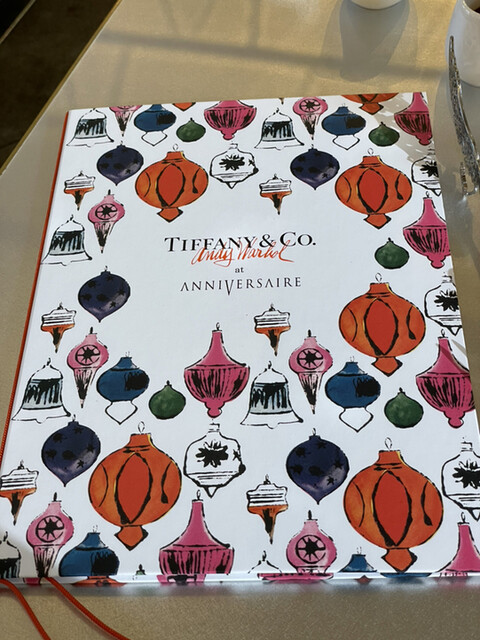 TIFFANY & CO.
Andy Warhol
at
ANNIVERSAIRE